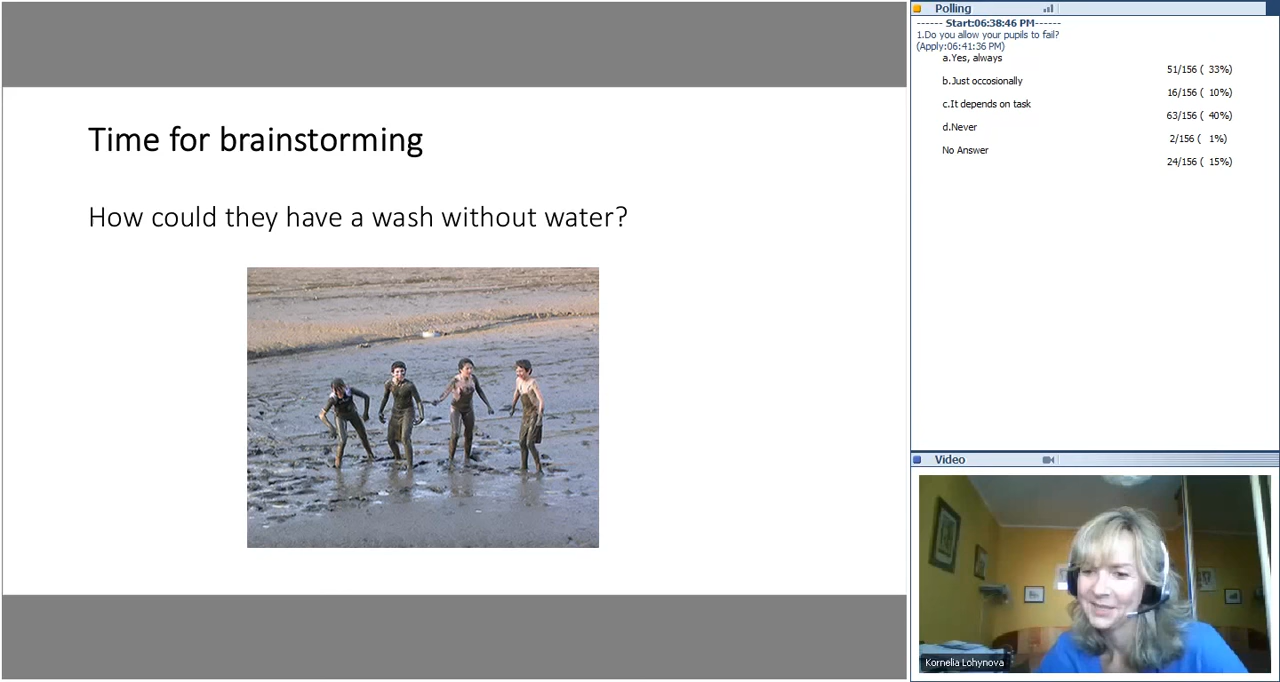 Time for brainstorming
How could they have a wash without water?
Polling
------ Start:06:38:46 PM------
1.Do you allow your pupils to fail?
(Apply:06:41:36 PM)
a.Yes, always
51/156 ( 33%)
b.Just occosionally
16/156 ( 10%)
c.It depends on task
63/156 ( 40%)
d.Never
2/156 ( 1%)
No Answer
24/156 ( 15%)
Video
Kornelia Lohynova